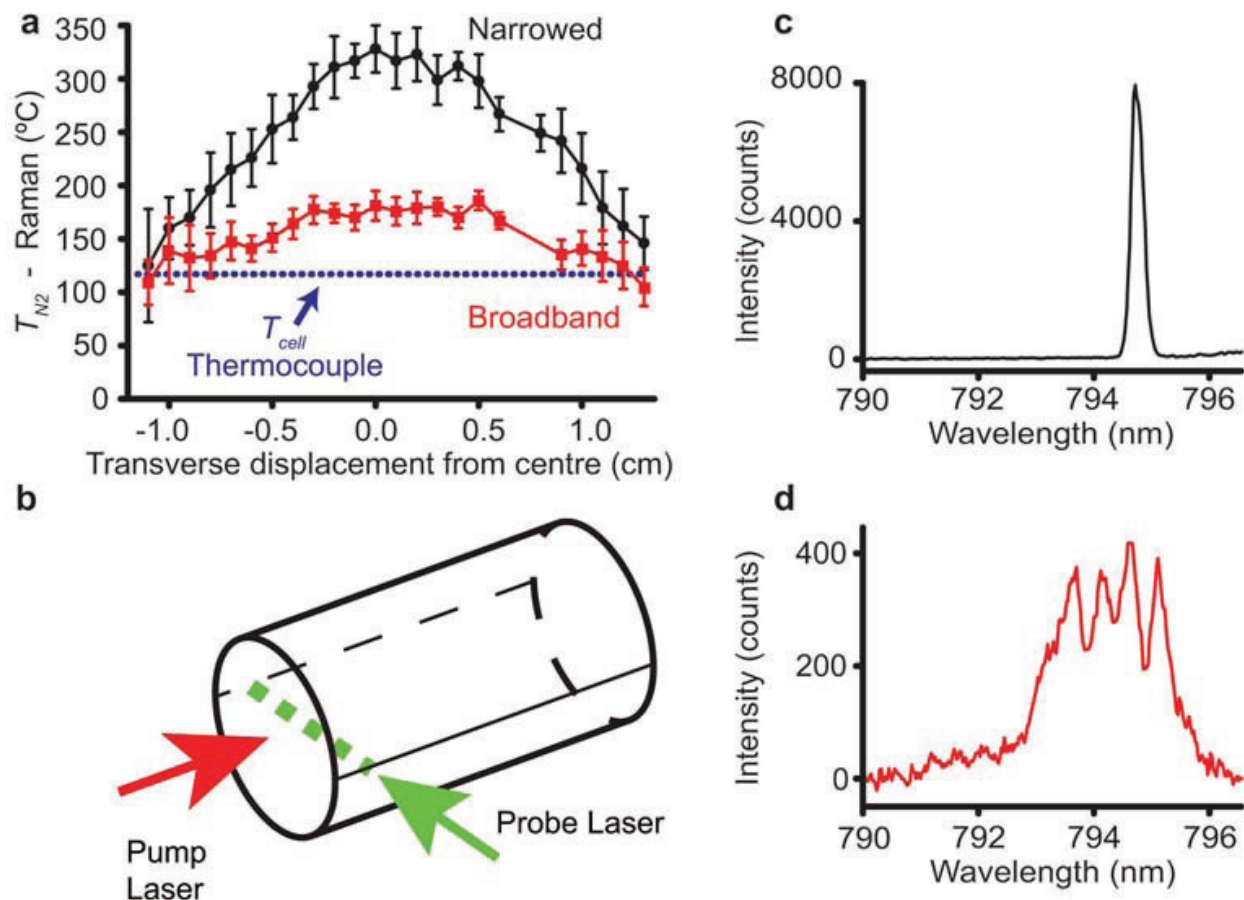 a
350
300
250
200
150
100
50
0
T_N2 - Raman (ºC)
Narrowed
Broadband
T_cell
Thermocouple
-1.0 -0.5 0.0 0.5 1.0
Transverse displacement from centre (cm)
b
Pump
Laser
Probe Laser
c
8000
4000
0
Intensity (counts)
790 792 794 796
Wavelength (nm)
d
400
200
0
Intensity (counts)
790 792 794 796
Wavelength (nm)